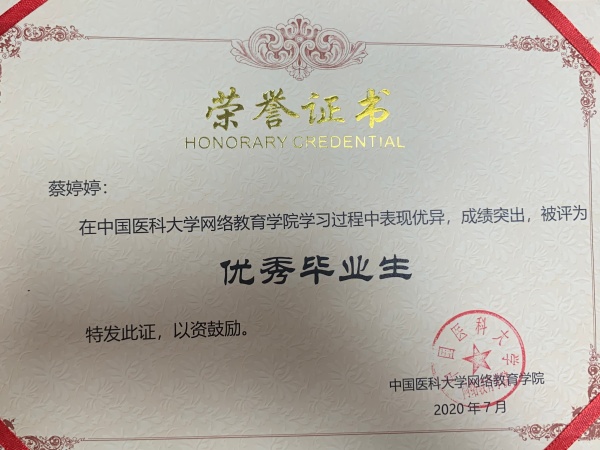 荣誉证书
HONORARY CREDENTIAL
蔡婷婷：
在中国医科大学网络教育学院学习过程中表现优异，成绩突出，被评为
优秀毕业生
特发此证，以资鼓励。
中国医科大学网络教育学院
2020年7月